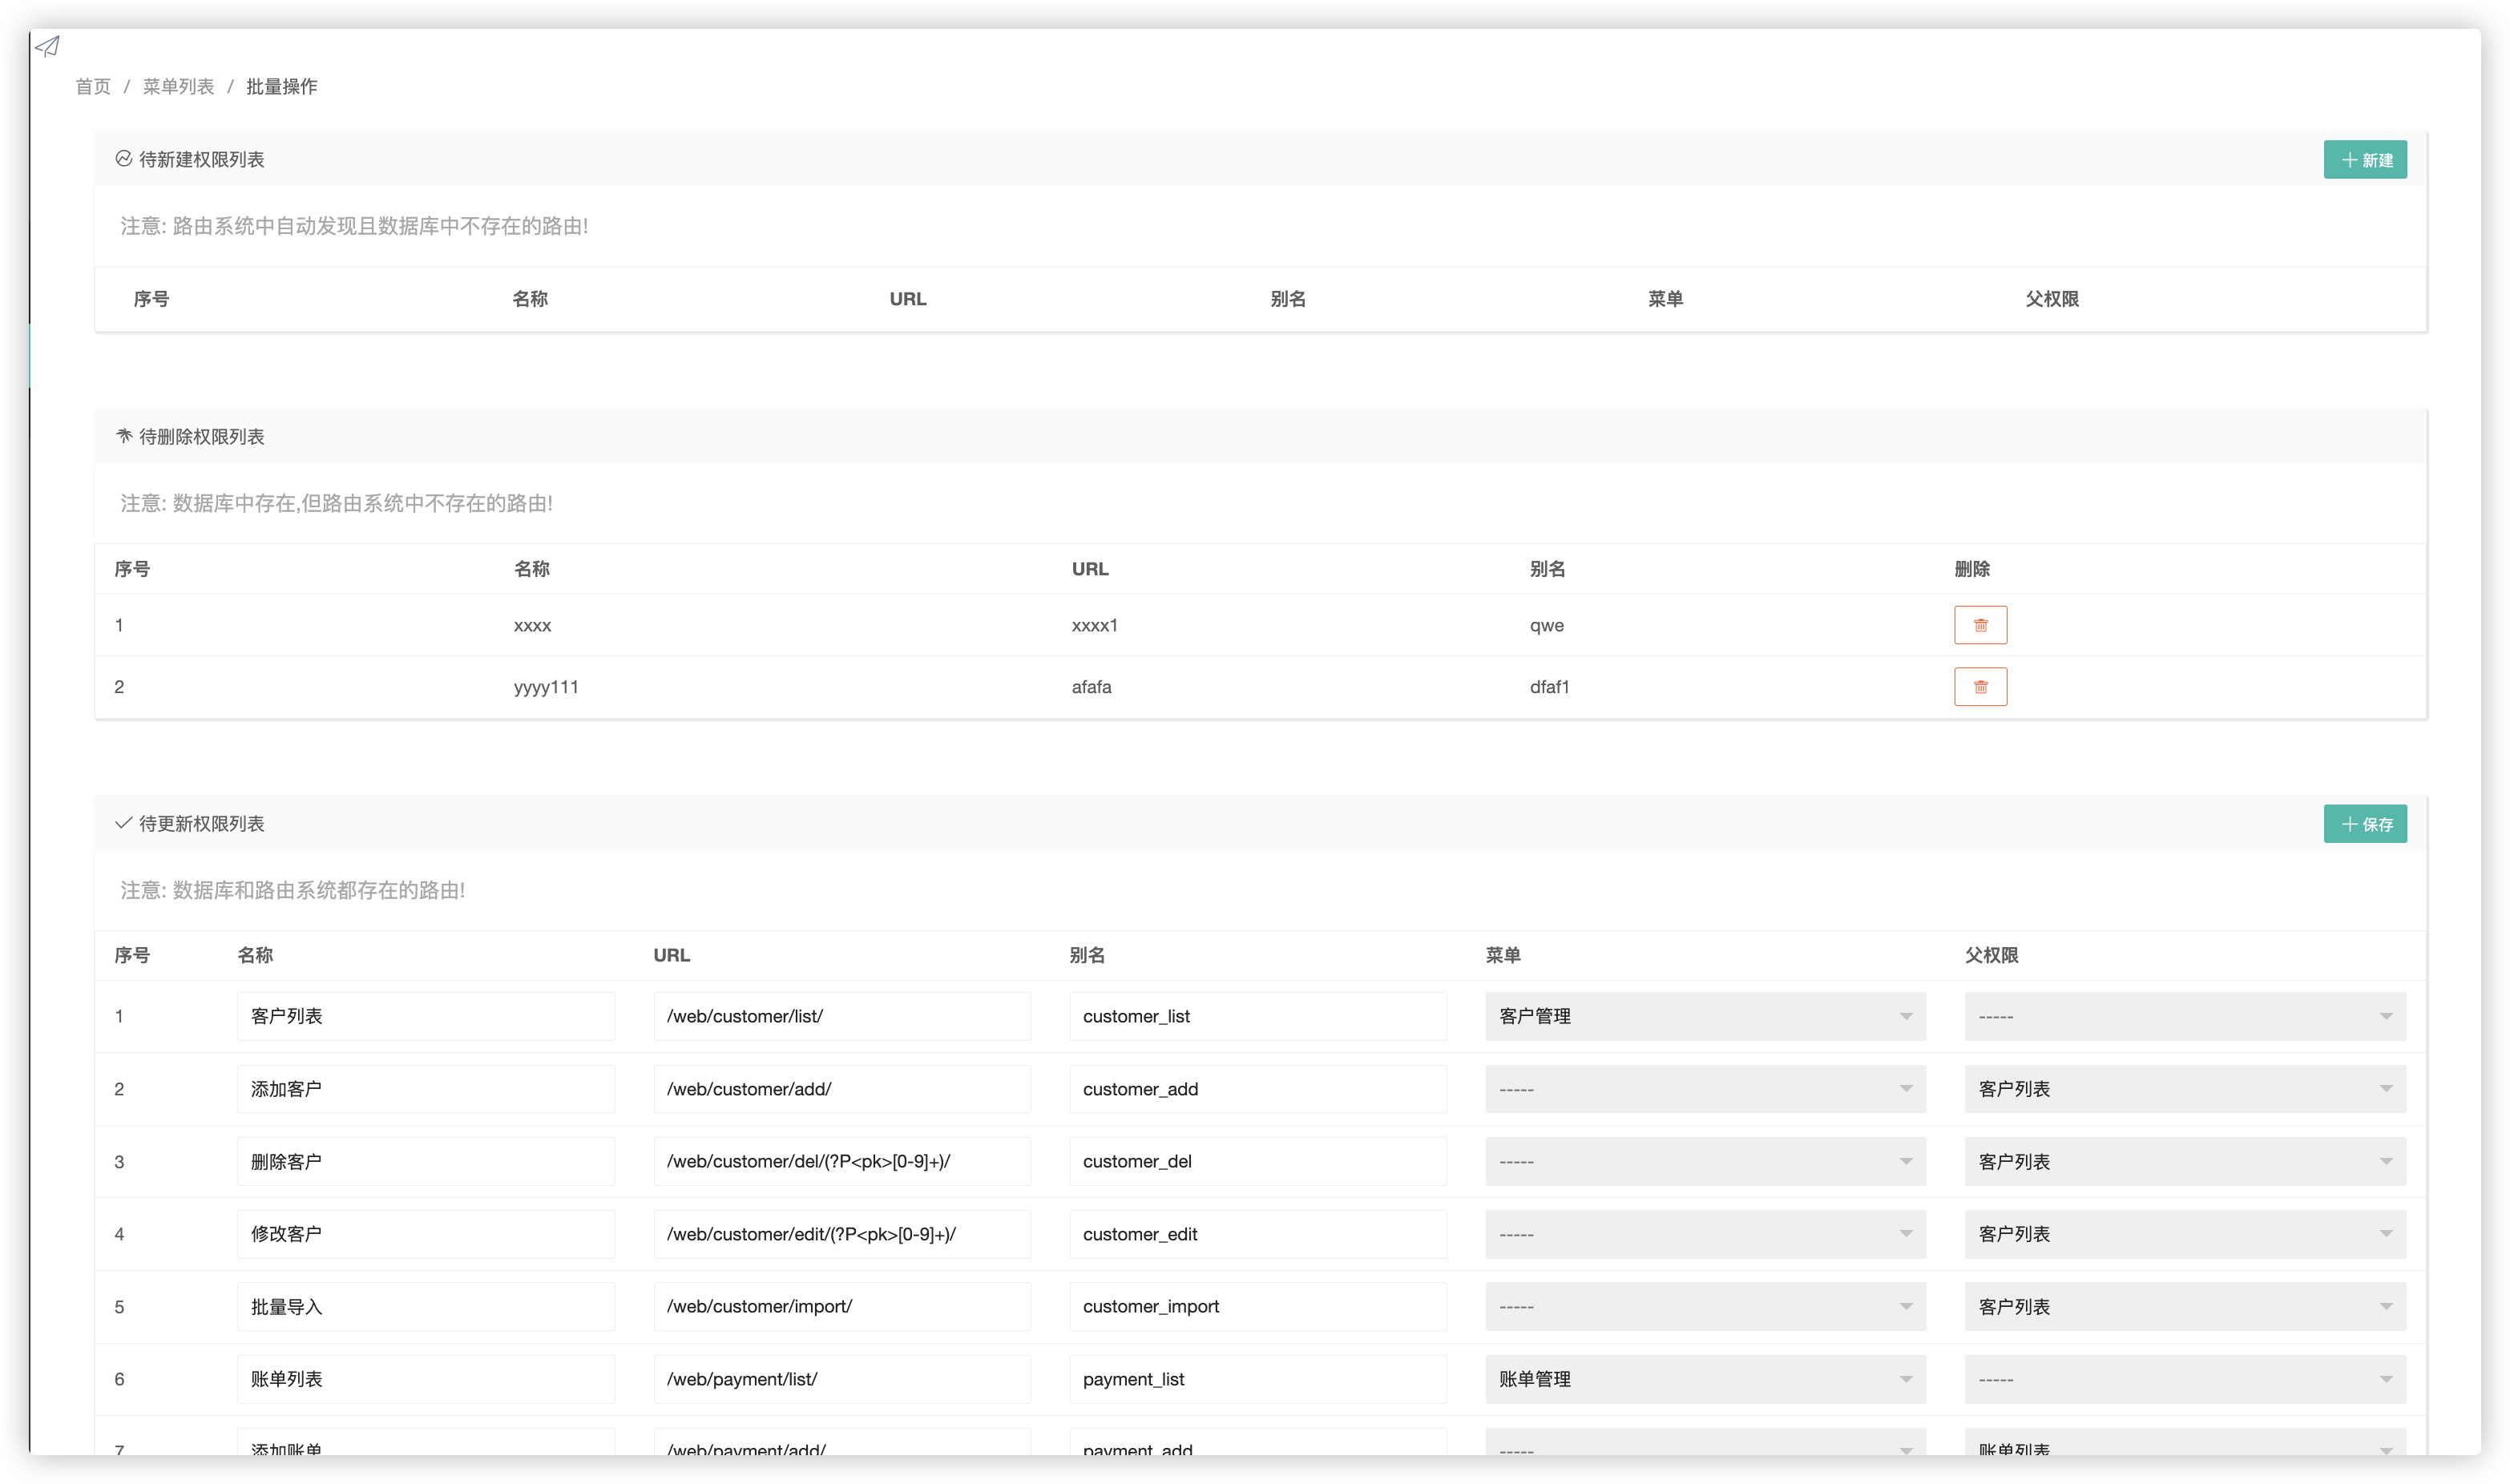 首页 / 菜单列表 / 批量操作
待新建权限列表
新建
注意: 路由系统中自动发现且数据库中不存在的路由!
序号 名称 URL 别名 菜单 父权限
待删除权限列表
注意: 数据库中存在,但路由系统中不存在的路由!
序号 名称 URL 别名 删除
1 xxxx xxxx1 qwe
2 yyyy111 afafa dfaf1
待更新权限列表
保存
注意: 数据库和路由系统都存在的路由!
序号 名称 URL 别名 菜单 父权限
1 客户列表 /web/customer/list/ customer_list 客户管理 -----
2 添加客户 /web/customer/add/ customer_add ----- 客户列表
3 删除客户 /web/customer/del/(?P<pk>[0-9]+)/ customer_del ----- 客户列表
4 修改客户 /web/customer/edit/(?P<pk>[0-9]+)/ customer_edit ----- 客户列表
5 批量导入 /web/customer/import/ customer_import ----- 客户列表
6 账单列表 /web/payment/list/ payment_list 账单管理 -----
7 添加账单 /web/payment/add/ payment_add ----- 账单列表